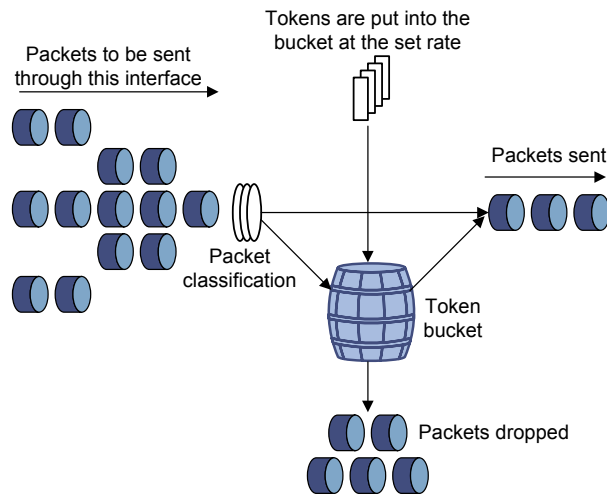 Tokens are put into the
bucket at the set rate
Packets to be sent
through this interface
Packets sent
Packet
classification
Token
bucket
Packets dropped